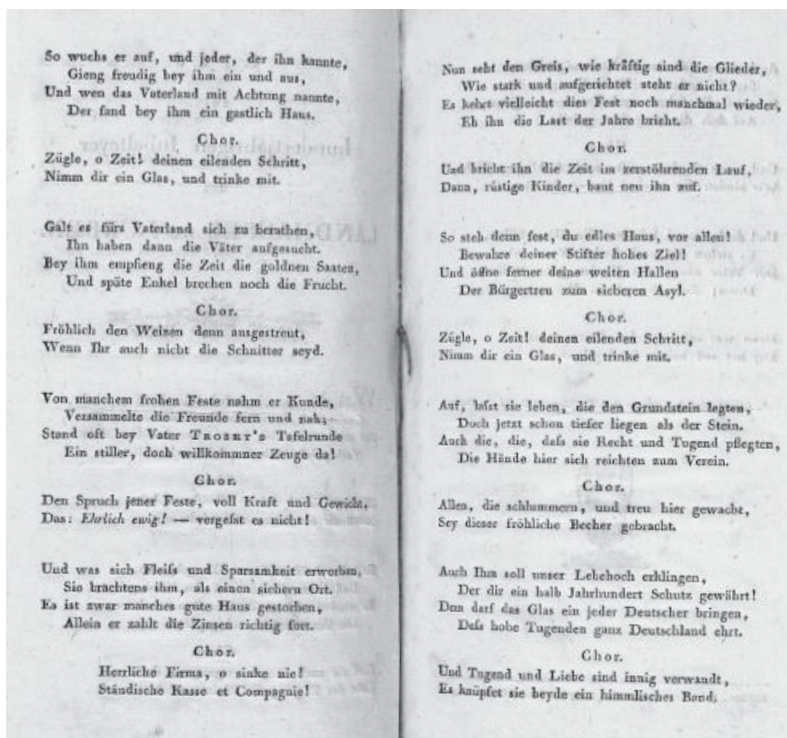 So wuchs er auf, und jeder, der ihn kannte,
Gieng freudig bey ihm ein und aus,
Und wen das Vaterland mit Achtung nannte,
Der fand bey ihm ein gastlich Haus.
Chor.
Zügle, o Zeit! deinen eilenden Schritt,
Nimm dir ein Glas, und trinke mit.
Galt es fürs Vaterland sich zu berathen,
Ihn haben dann die Väter aufgesucht.
Bey ihm empfieng die Zeit die goldnen Saaten,
Und späte Enkel brechen noch die Frucht.
Chor.
Fröhlich den Weizen denn ausgestreut,
Wenn Ihr auch nicht die Schnitter seyd.
Von manchem frohen Feste nahm er Kunde,
Versammelte die Freunde fern und nah;
Stand oft bey Vater Tafelrunde
Ein stiller, doch willkommner Zeuge da!
Chor.
Den Spruch jener Feste, voll Kraft und Gewicht,
Das: Ehrlich ewig! — vergeſst es nicht!
Und was sich Fleiſs und Sparsamkeit erworben,
Sie brachtens ihm, als einen sichern Ort.
Es ist zwar manches gute Haus gestorben,
Allein er zahlt die Zinsen richtig fort.
Chor.
Herrliche Firma, o sinke nie!
Ständische Kasse et Compagnie!
Nun seht den Greis, wie kräftig sind die Glieder,
Wie stark und aufgerichtet steht er nicht?
Es kehrt vielleicht dies Fest noch manchmal wieder,
Eh ihn die Last der Jahre bricht.
Chor.
Und bricht ihn die Zeit im zerstöhrenden Lauf,
Dann, rüstige Kinder, baut neu ihn auf.
So steh denn fest, du edles Haus, vor allen!
Bewahre deiner Stifter hohes Ziel!
Und öffne ferner deine weiten Hallen
Der Bürgertreu zum sicheren Asyl.
Chor.
Zügle, o Zeit! deinen eilenden Schritt,
Nimm dir ein Glas, und trinke mit.
Auf, laſst sie leben, die den Grundstein legten,
Doch jetzt schon tiefer liegen als der Stein.
Auch die, die, daſs sie Recht und Tugend pflegten,
Die Hände hier sich reichten zum Verein.
Chor.
Allen, die schlummern, und treu hier gewacht,
Sey dieser fröhliche Becher gebracht.
Auch Ihm soll unser Lebehoch erklingen,
Der dir ein halb Jahrhundert Schutz gewährt!
Dan darf das Glas ein jeder Deutscher bringen,
Deſs hohe Tugenden ganz Deutschland ehrt.
Chor.
Und Tugend und Liebe sind innig verwandt,
Es knüpfet sie beyde ein himmlisches Band.